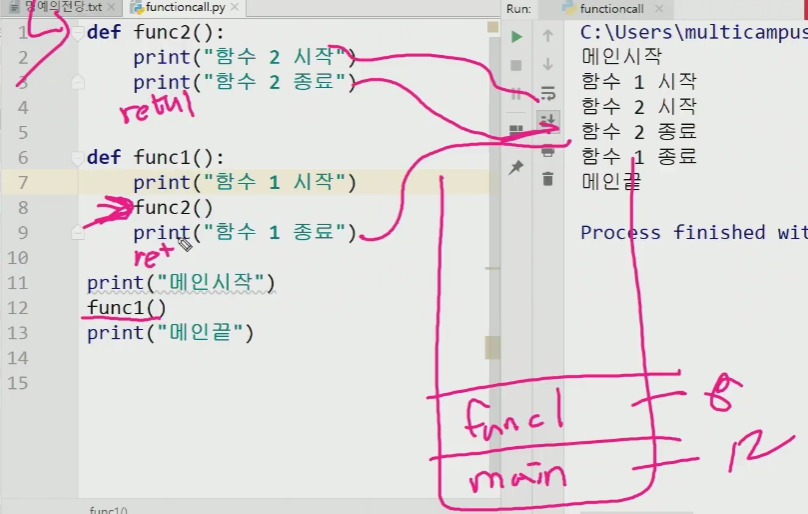 명예의전당.txt functioncall.py
Run: functioncall
1 def func2():
2 print("함수 2 시작")
3 print("함수 2 종료")
4
5
6 def func1():
7 print("함수 1 시작")
8 func2()
9 print("함수 1 종료")
10
11 print("메인시작")
12 func1()
13 print("메인끝")
14
15
func1()
C:\Users\multicampus
메인시작
함수 1 시작
함수 2 시작
함수 2 종료
함수 1 종료
메인끝
Process finished wit
ret
func1 8
main 12